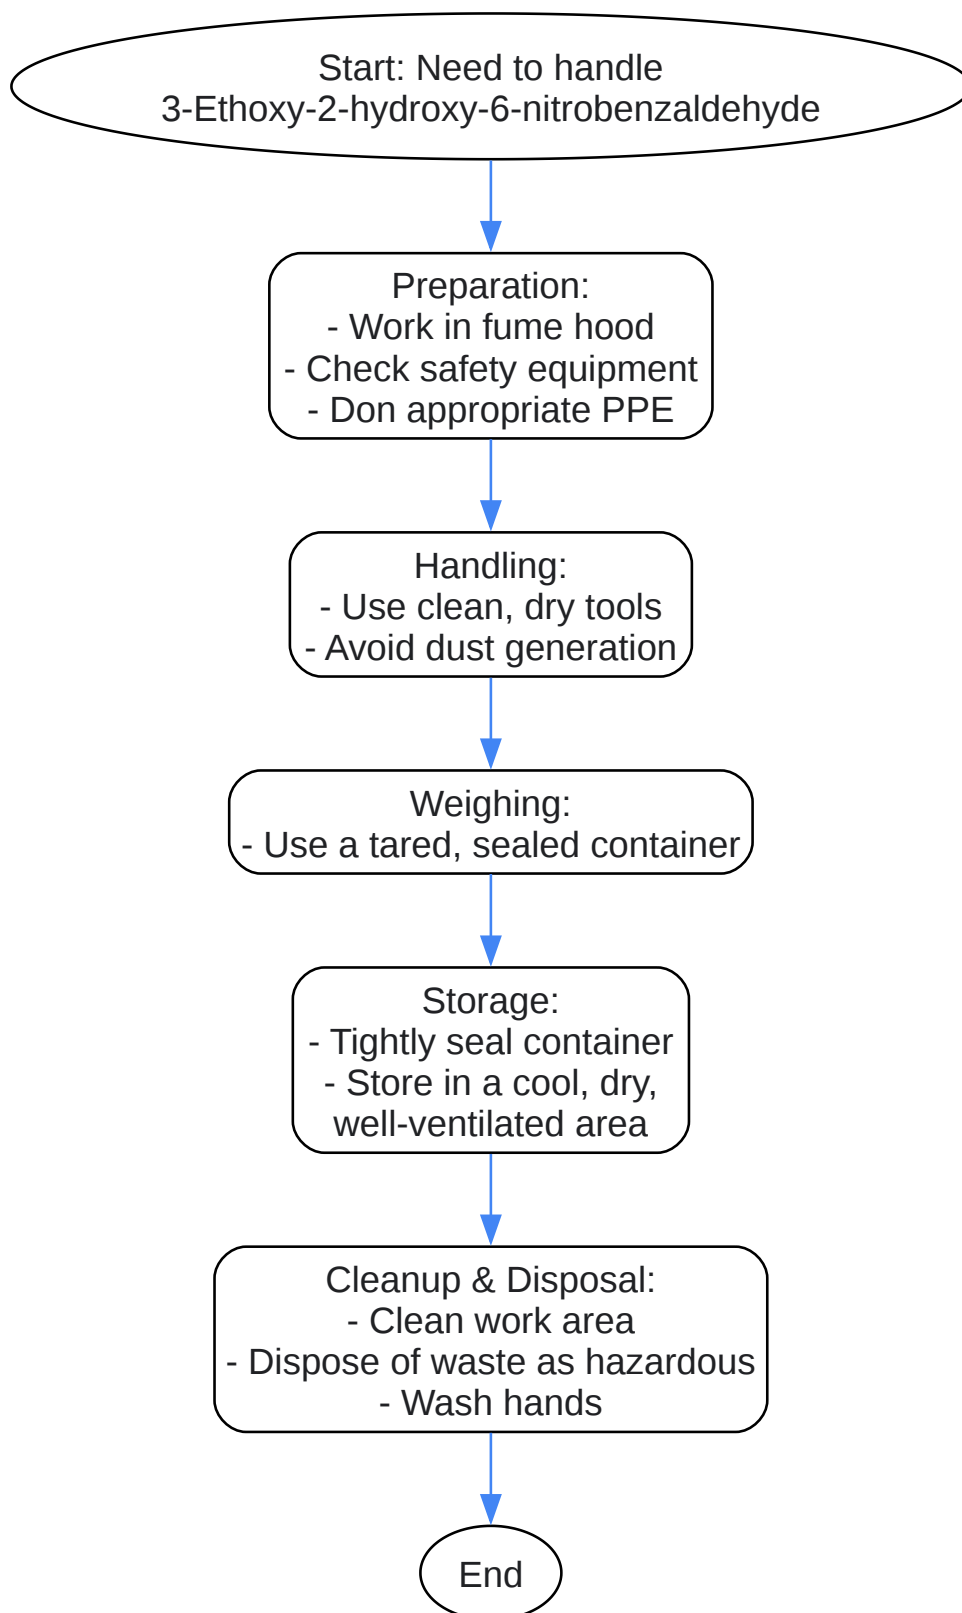 Start: Need to handle
3-Ethoxy-2-hydroxy-6-nitrobenzaldehyde
Preparation:
- Work in fume hood
- Check safety equipment
- Don appropriate PPE
Handling:
- Use clean, dry tools
- Avoid dust generation
Weighing:
- Use a tared, sealed container
Storage:
- Tightly seal container
- Store in a cool, dry,
well-ventilated area
Cleanup & Disposal:
- Clean work area
- Dispose of waste as hazardous
- Wash hands
End